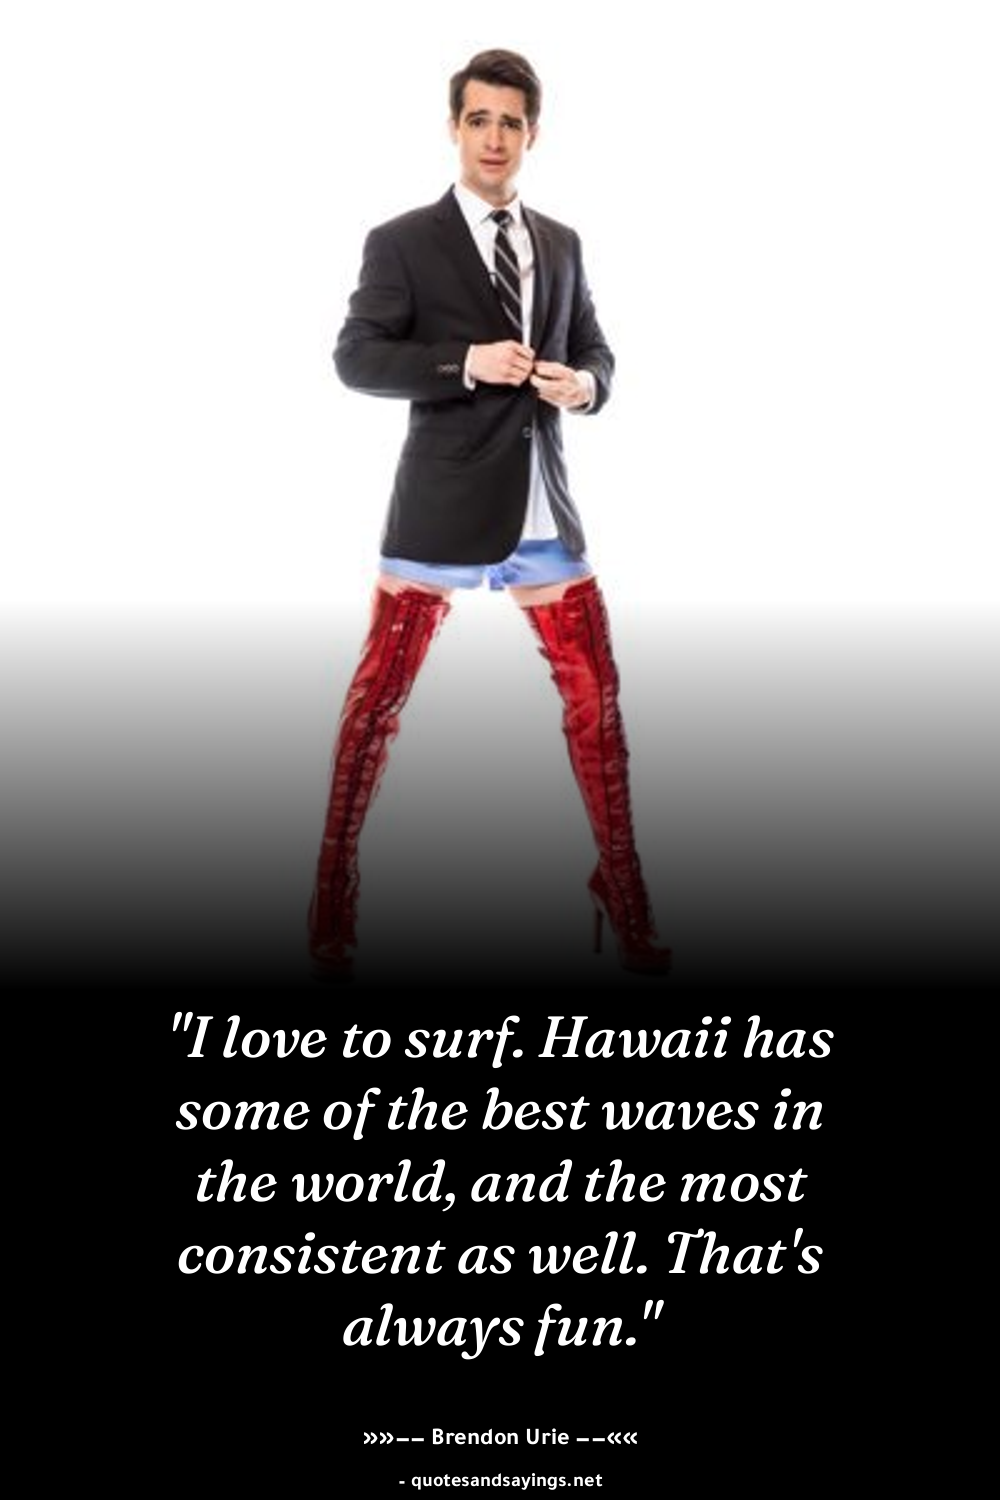 "I love to surf. Hawaii has
some of the best waves in
the world, and the most
consistent as well. That's
always fun."
»»−− Brendon Urie −−««
- quotesandsayings.net